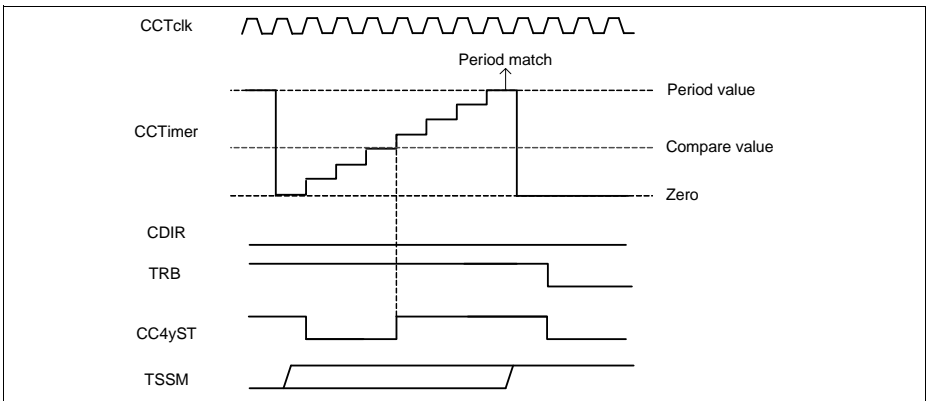 CCTclk
Period match
Period value
CCTimer
Compare value
Zero
CDIR
TRB
CC4yST
TSSM